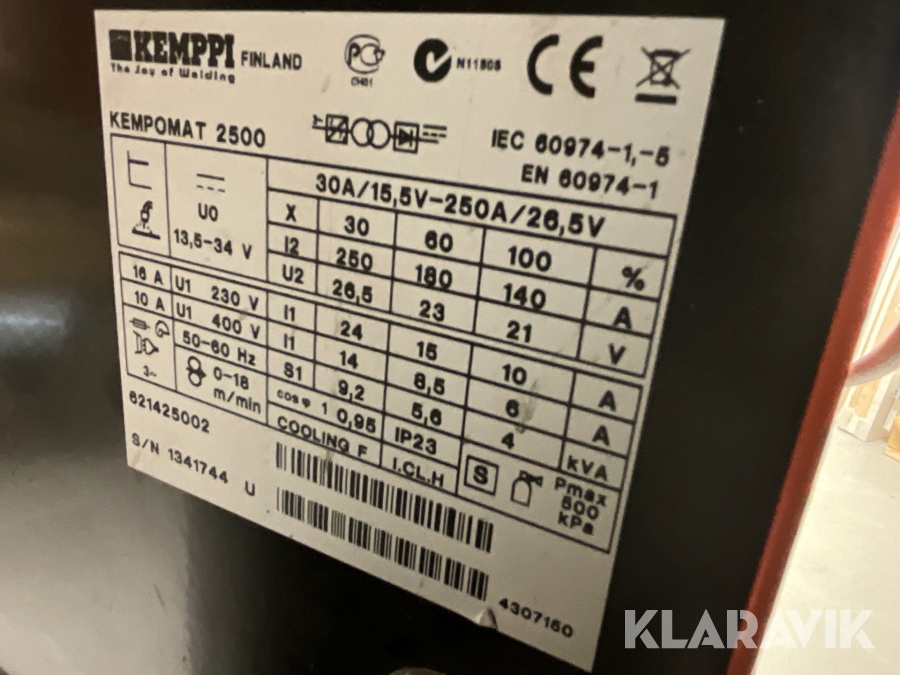 KEMPPI FINLAND
The Joy of Welding
PC
CH01
N11808
CE
KEMPOMAT 2500
IEC 60974-1,-5
EN 60974-1
30A/15,5V-250A/26,5V
U0
13,5-34 V
X 30 60 100 %
I2 250 180 140 A
U2 26,5 23 21 V
16 A U1 230 V I1 24 15 10 A
10 A U1 400 V I1 14 8,5 6 A
50-60 Hz S1 9,2 5,6 4 kVA
3~
0-18
m/min
cosφ 1 0,95 IP23
COOLING F I.CL.H
S
Pmax
500
kPa
621425002
S/N 1341744 U
4307160
KLARAVIK